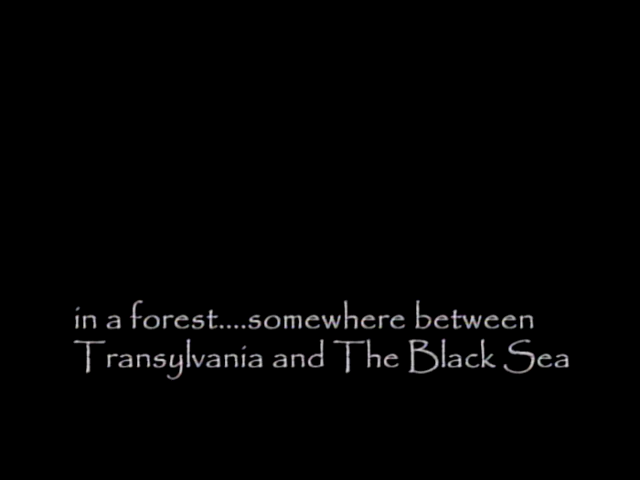 in a forest....somewhere between
Transylvania and The Black Sea